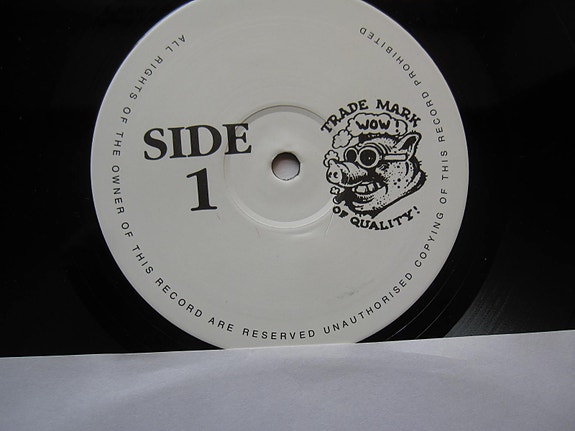 SIDE
1
TRADE MARK
WOW!
OF QUALITY!
ALL RIGHTS OF THE OWNER OF THIS RECORD ARE RESERVED UNAUTHORISED COPYING OF THIS RECORD PROHIBITED